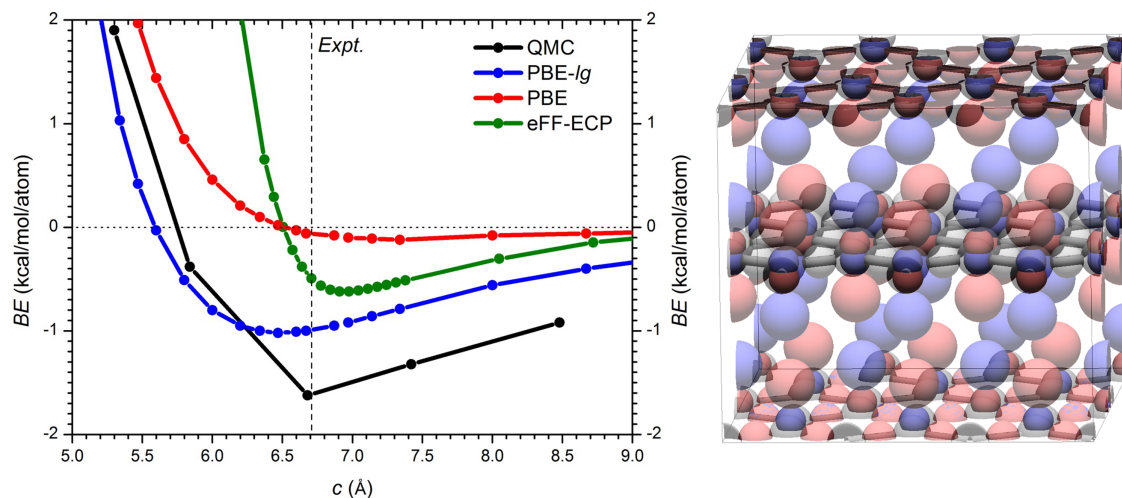 2
1
0
-1
-2
BE (kcal/mol/atom)
5.0 5.5 6.0 6.5 7.0 7.5 8.0 8.5 9.0
c (Å)
Expt.
QMC
PBE-lg
PBE
eFF-ECP
2
1
0
-1
-2
BE (kcal/mol/atom)